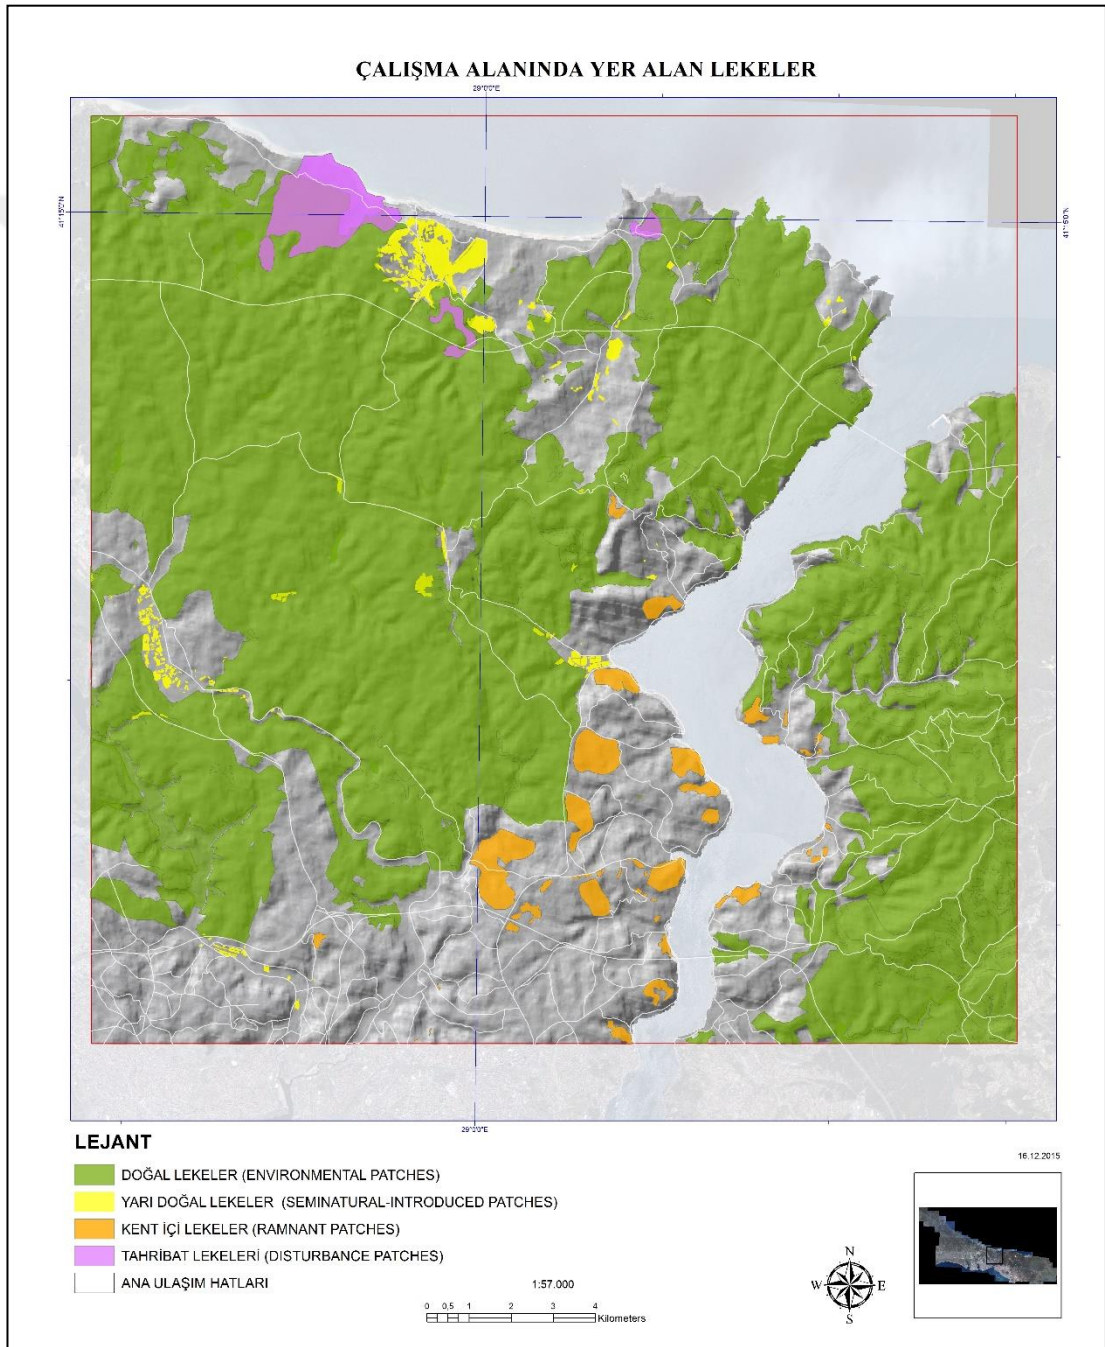 ÇALIŞMA ALANINDA YER ALAN LEKELER
29°0'0"E
41°15'0"N
41°15'0"N
29°0'0"E
LEJANT
16.12.2015
DOĞAL LEKELER (ENVIRONMENTAL PATCHES)
YARI DOĞAL LEKELER (SEMINATURAL-INTRODUCED PATCHES)
KENT İÇİ LEKELER (RAMNANT PATCHES)
TAHRİBAT LEKELERİ (DISTURBANCE PATCHES)
ANA ULAŞIM HATLARI
1:57.000
0 0,5 1 2 3 4
Kilometers
N
W E
S